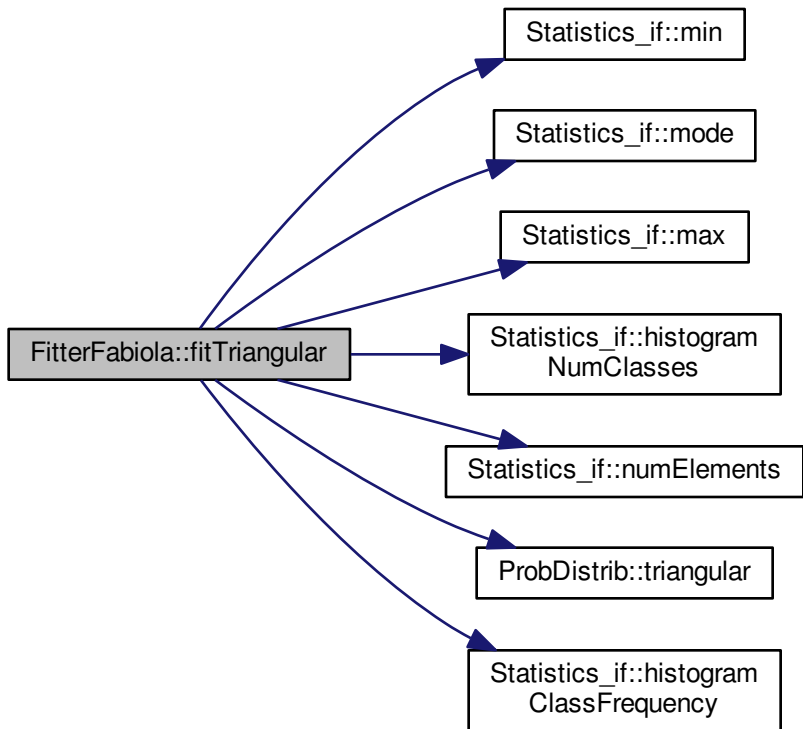 Statistics_if::min
Statistics_if::mode
Statistics_if::max
FitterFabiola::fitTriangular
Statistics_if::histogram
NumClasses
Statistics_if::numElements
ProbDistrib::triangular
Statistics_if::histogram
ClassFrequency